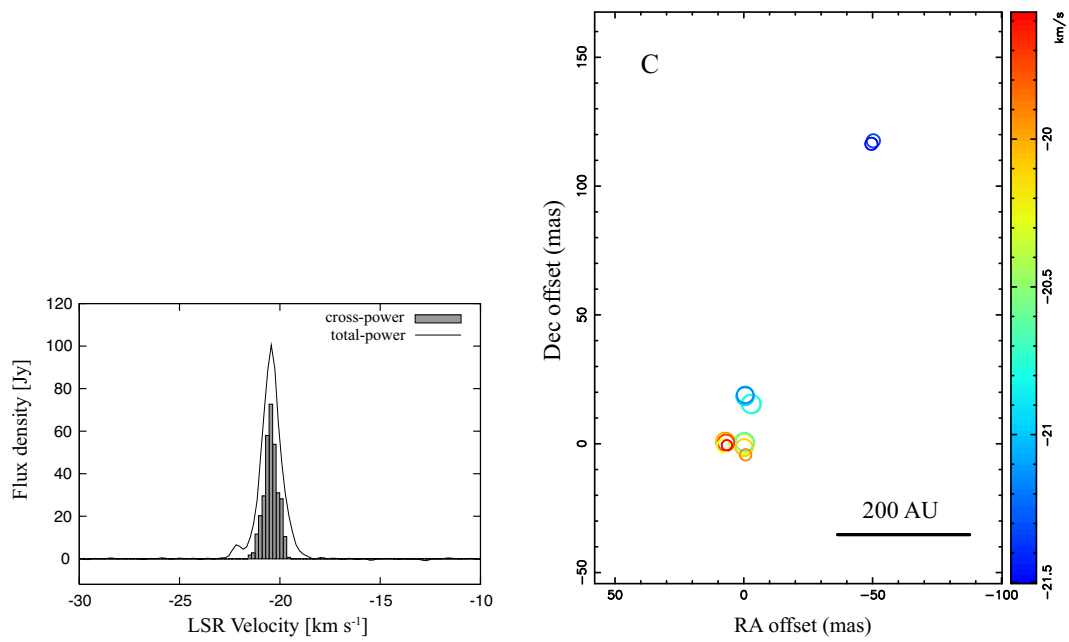 120
100
80
60
40
20
0
-30
-25
-20
-15
-10
Flux density [Jy]
LSR Velocity [km s⁻¹]
cross-power
total-power
C
150
100
50
0
−50
50
0
−50
−100
Dec offset (mas)
RA offset (mas)
200 AU
km/s
−20
−20.5
−21
−21.5